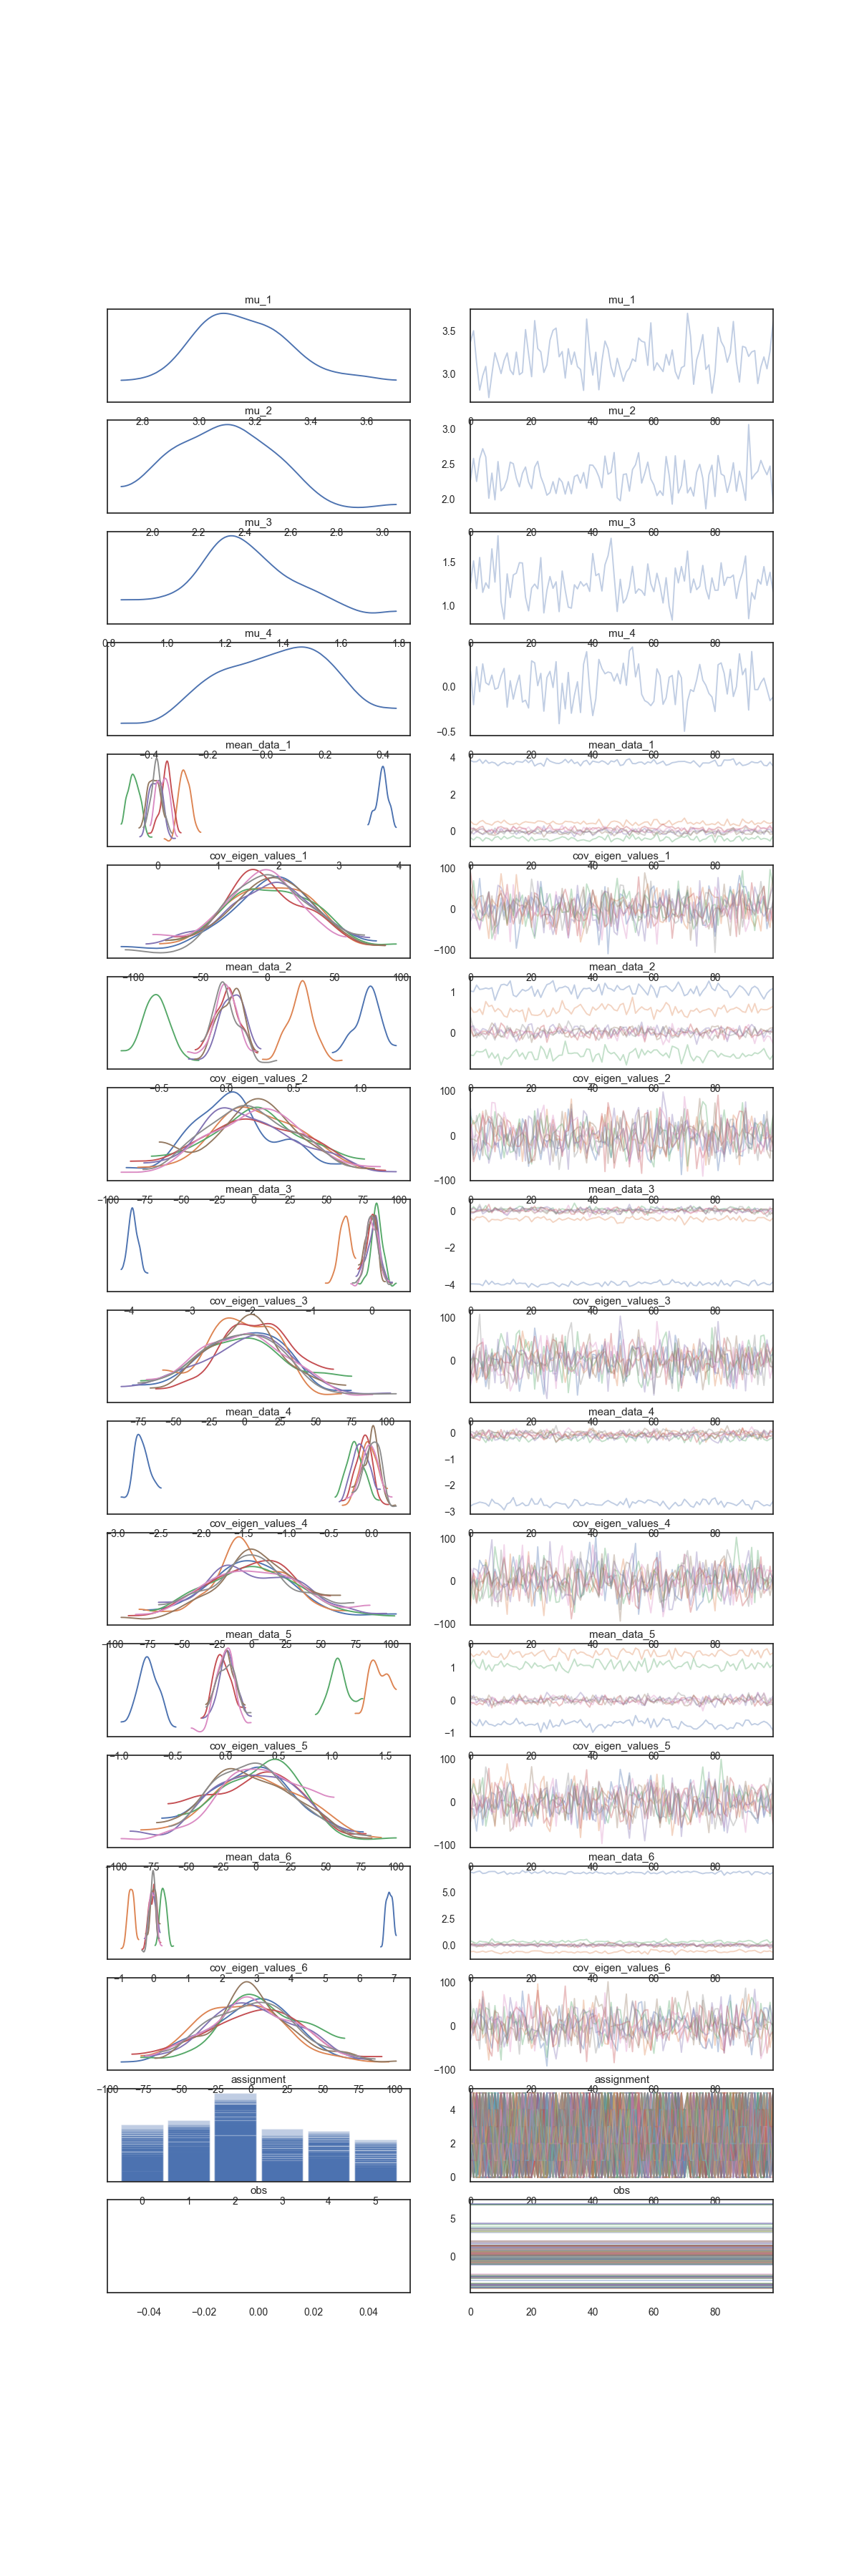 mu_1 mu_1
3.5
3.0
2.8 3.0 3.2 3.4 3.6 0 20 40 60 80
mu_2 mu_2
3.0
2.5
2.0
2.0 2.2 2.4 2.6 2.8 3.0 0 20 40 60 80
mu_3 mu_3
1.5
1.0
0.8 1.0 1.2 1.4 1.6 1.8 0 20 40 60 80
mu_4 mu_4
0.0
−0.5
−0.4 −0.2 0.0 0.2 0.4 0 20 40 60 80
mean_data_1 mean_data_1
4
2
0
0 1 2 3 4 0 20 40 60 80
cov_eigen_values_1 cov_eigen_values_1
100
0
−100
−100 −50 0 50 100 0 20 40 60 80
mean_data_2 mean_data_2
1
0
−0.5 0.0 0.5 1.0 0 20 40 60 80
cov_eigen_values_2 cov_eigen_values_2
100
0
−100
−100 −75 −50 −25 0 25 50 75 100 0 20 40 60 80
mean_data_3 mean_data_3
0
−2
−4
−4 −3 −2 −1 0 0 20 40 60 80
cov_eigen_values_3 cov_eigen_values_3
100
0
−75 −50 −25 0 25 50 75 100 0 20 40 60 80
mean_data_4 mean_data_4
0
−1
−2
−3
−3.0 −2.5 −2.0 −1.5 −1.0 −0.5 0.0 0 20 40 60 80
cov_eigen_values_4 cov_eigen_values_4
100
0
−100
−100 −75 −50 −25 0 25 50 75 100 0 20 40 60 80
mean_data_5 mean_data_5
1
0
−1
−1.0 −0.5 0.0 0.5 1.0 1.5 0 20 40 60 80
cov_eigen_values_5 cov_eigen_values_5
100
0
−100
−100 −75 −50 −25 0 25 50 75 100 0 20 40 60 80
mean_data_6 mean_data_6
5.0
2.5
0.0
−1 0 1 2 3 4 5 6 7 0 20 40 60 80
cov_eigen_values_6 cov_eigen_values_6
100
0
−100
−100 −75 −50 −25 0 25 50 75 100 0 20 40 60 80
assignment assignment
4
2
0
0 1 2 3 4 5 0 20 40 60 80
obs obs
5
0
−0.04 −0.02 0.00 0.02 0.04 0 20 40 60 80